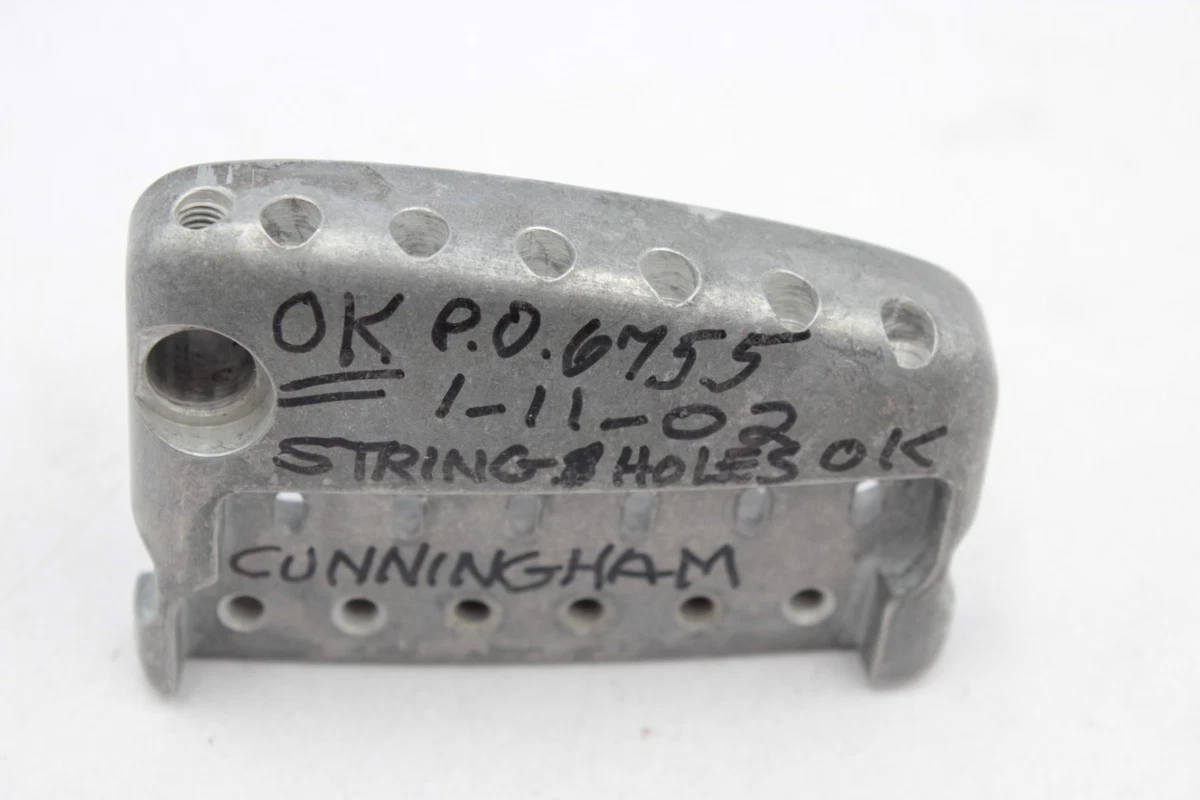 OK P.O. 6755
1-11-02
STRING HOLES OK
CUNNINGHAM